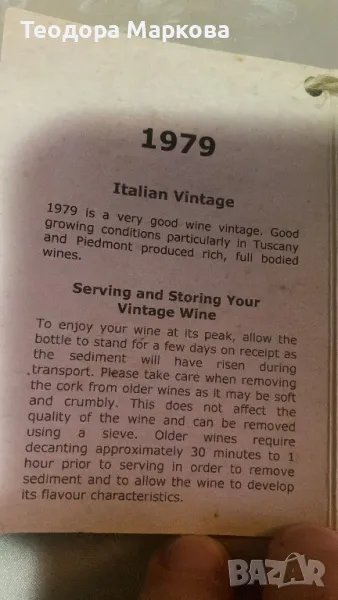 Теодора Маркова
1979
Italian Vintage
1979 is a very good wine vintage. Good
growing conditions particularly in Tuscany
and Piedmont produced rich, full bodied
wines.
Serving and Storing Your
Vintage Wine
To enjoy your wine at its peak, allow the
bottle to stand for a few days on receipt as
the sediment will have risen during
transport. Please take care when removing
the cork from older wines as it may be soft
and crumbly. This does not affect the
quality of the wine and can be removed
using a sieve. Older wines require
decanting approximately 30 minutes to 1
hour prior to serving in order to remove
sediment and to allow the wine to develop
its flavour characteristics.
BAZAR